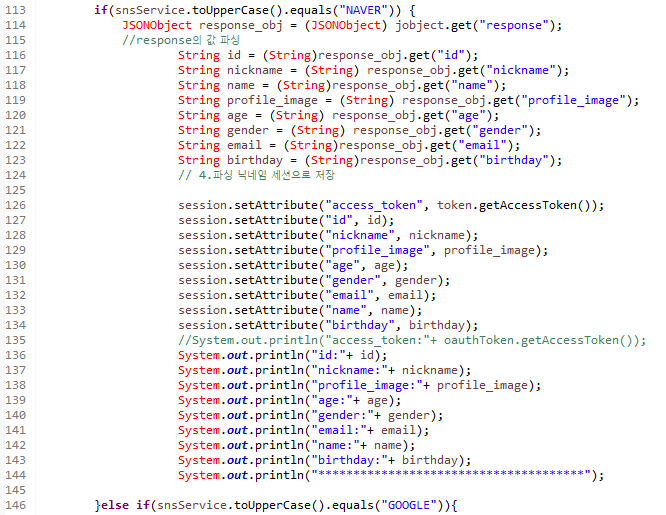 113 if(snsService.toUpperCase().equals("NAVER")) {
114 JSONObject response_obj = (JSONObject) jobject.get("response");
115 //response의 값 파싱
116 String id = (String)response_obj.get("id");
117 String nickname = (String) response_obj.get("nickname");
118 String name = (String)response_obj.get("name");
119 String profile_image = (String) response_obj.get("profile_image");
120 String age = (String) response_obj.get("age");
121 String gender = (String) response_obj.get("gender");
122 String email = (String)response_obj.get("email");
123 String birthday = (String)response_obj.get("birthday");
124 // 4.파싱 닉네임 세션으로 저장
125
126 session.setAttribute("access_token", token.getAccessToken());
127 session.setAttribute("id", id);
128 session.setAttribute("nickname", nickname);
129 session.setAttribute("profile_image", profile_image);
130 session.setAttribute("age", age);
131 session.setAttribute("gender", gender);
132 session.setAttribute("email", email);
133 session.setAttribute("name", name);
134 session.setAttribute("birthday", birthday);
135 //System.out.println("access_token:"+ oauthToken.getAccessToken());
136 System.out.println("id:"+ id);
137 System.out.println("nickname:"+ nickname);
138 System.out.println("profile_image:"+ profile_image);
139 System.out.println("age:"+ age);
140 System.out.println("gender:"+ gender);
141 System.out.println("email:"+ email);
142 System.out.println("name:"+ name);
143 System.out.println("birthday:"+ birthday);
144 System.out.println("**************************************");
145
146 }else if(snsService.toUpperCase().equals("GOOGLE")){